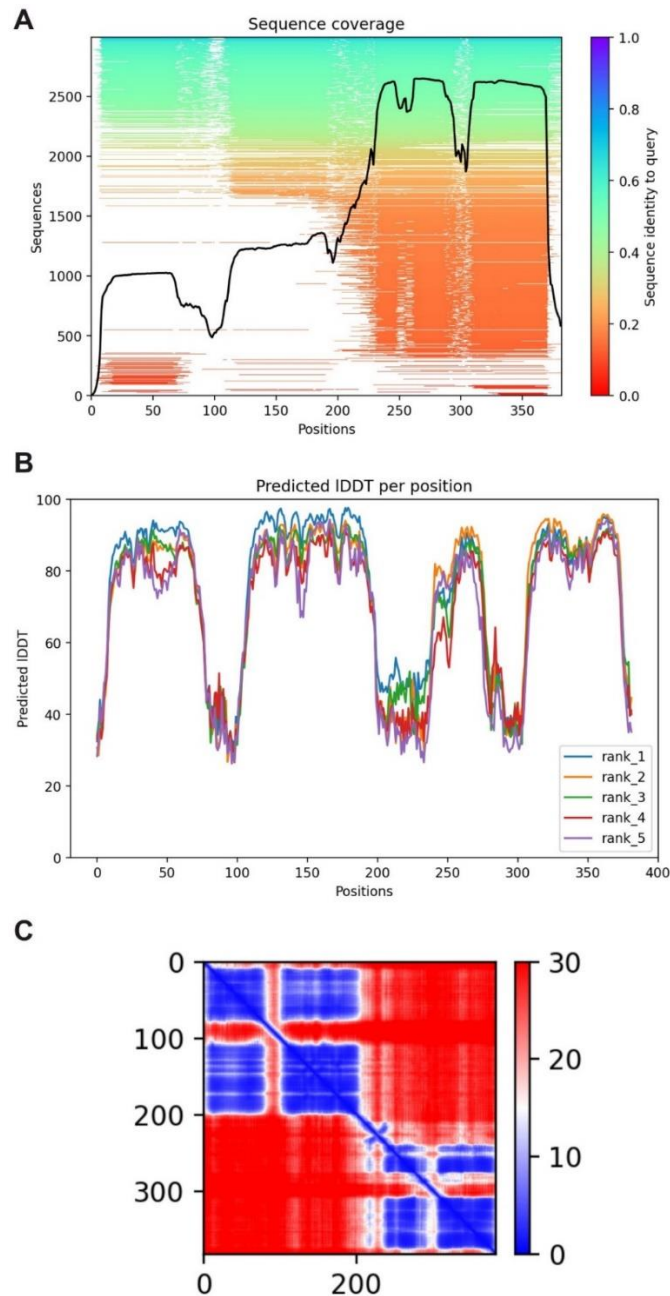 A
Sequence coverage
Sequences
2500
2000
1500
1000
500
0
0 50 100 150 200 250 300 350
Positions
1.0
0.8
0.6
0.4
0.2
0.0
Sequence identity to query
B
Predicted lDDT per position
Predicted lDDT
100
80
60
40
20
0
rank_1
rank_2
rank_3
rank_4
rank_5
0 50 100 150 200 250 300 350 400
Positions
C
0
100
200
300
0 200
30
20
10
0